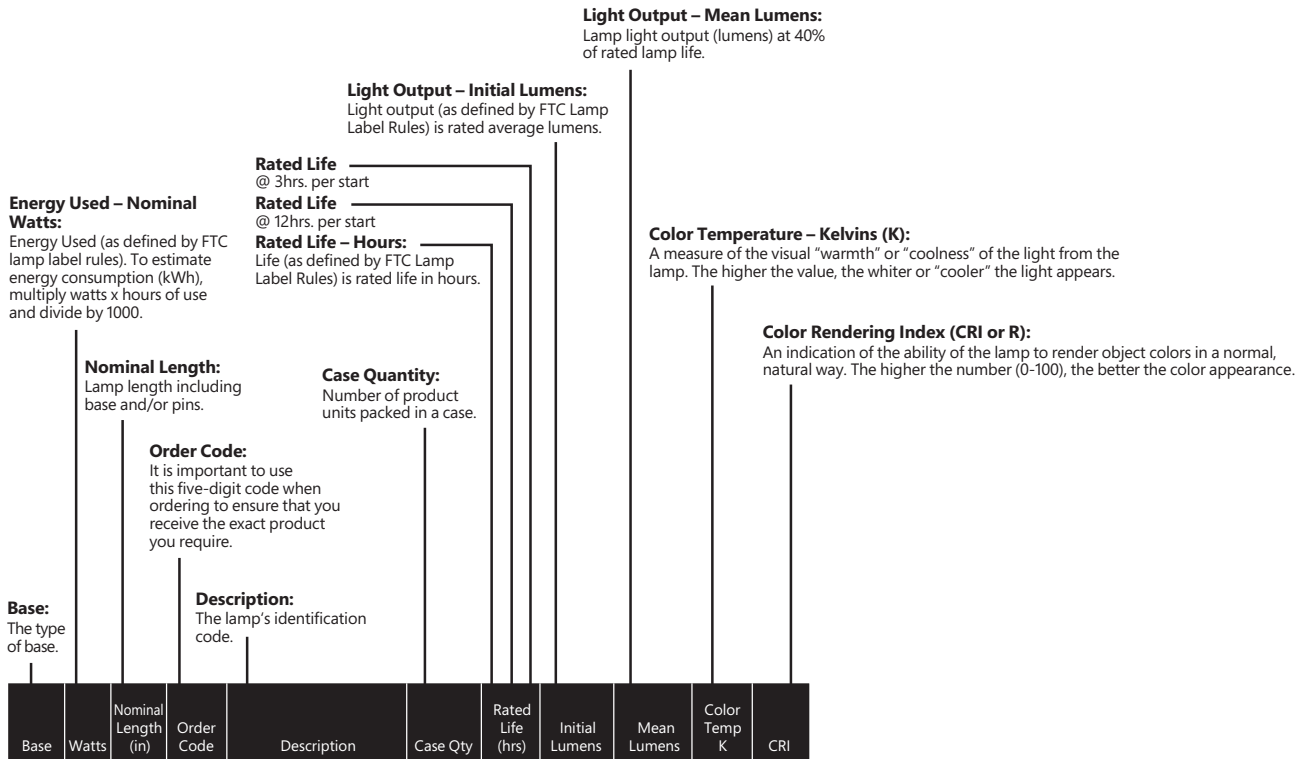 Light Output – Mean Lumens:
Lamp light output (lumens) at 40%
of rated lamp life.
Light Output – Initial Lumens:
Light output (as defined by FTC Lamp
Label Rules) is rated average lumens.
Rated Life
@ 3hrs. per start
Rated Life
@ 12hrs. per start
Rated Life – Hours:
Life (as defined by FTC Lamp
Label Rules) is rated life in hours.
Energy Used – Nominal
Watts:
Energy Used (as defined by FTC
lamp label rules). To estimate
energy consumption (kWh),
multiply watts x hours of use
and divide by 1000.
Color Temperature – Kelvins (K):
A measure of the visual “warmth” or “coolness” of the light from the
lamp. The higher the value, the whiter or “cooler” the light appears.
Color Rendering Index (CRI or R):
An indication of the ability of the lamp to render object colors in a normal,
natural way. The higher the number (0-100), the better the color appearance.
Nominal Length:
Lamp length including
base and/or pins.
Case Quantity:
Number of product
units packed in a case.
Order Code:
It is important to use
this five-digit code when
ordering to ensure that you
receive the exact product
you require.
Description:
The lamp’s identification
code.
Base:
The type
of base.
Base
Watts
Nominal
Length
(in)
Order
Code
Description
Case Qty
Rated
Life
(hrs)
Initial
Lumens
Mean
Lumens
Color
Temp
K
CRI